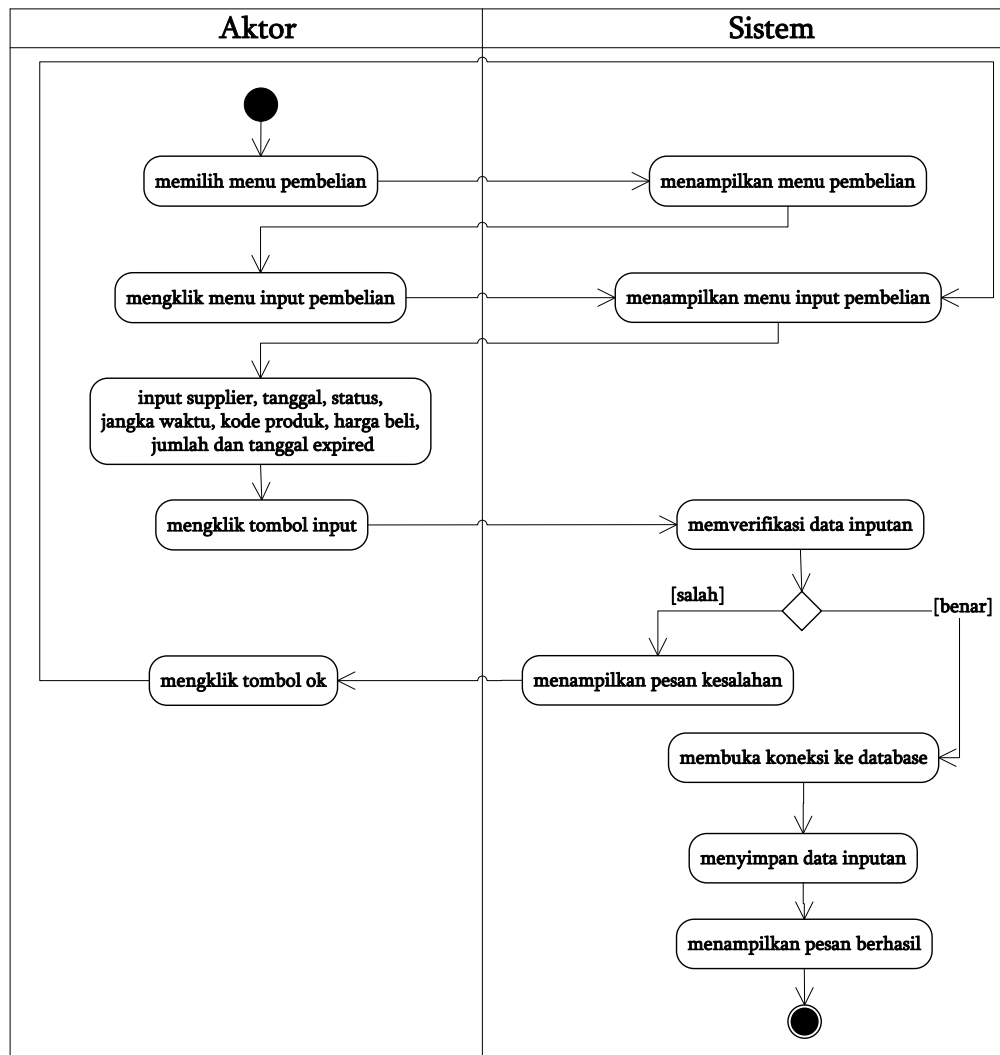 Aktor
Sistem
memilih menu pembelian
menampilkan menu pembelian
mengklik menu input pembelian
menampilkan menu input pembelian
input supplier, tanggal, status,
jangka waktu, kode produk, harga beli,
jumlah dan tanggal expired
mengklik tombol input
memverifikasi data inputan
[salah]
[benar]
mengklik tombol ok
menampilkan pesan kesalahan
membuka koneksi ke database
menyimpan data inputan
menampilkan pesan berhasil